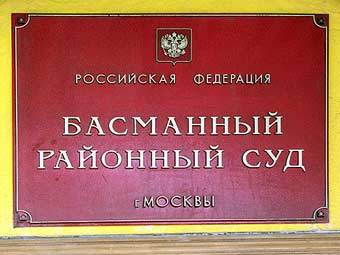 РОССИЙСКАЯ ФЕДЕРАЦИЯ
БАСМАННЫЙ
РАЙОННЫЙ СУД
г.МОСКВЫ